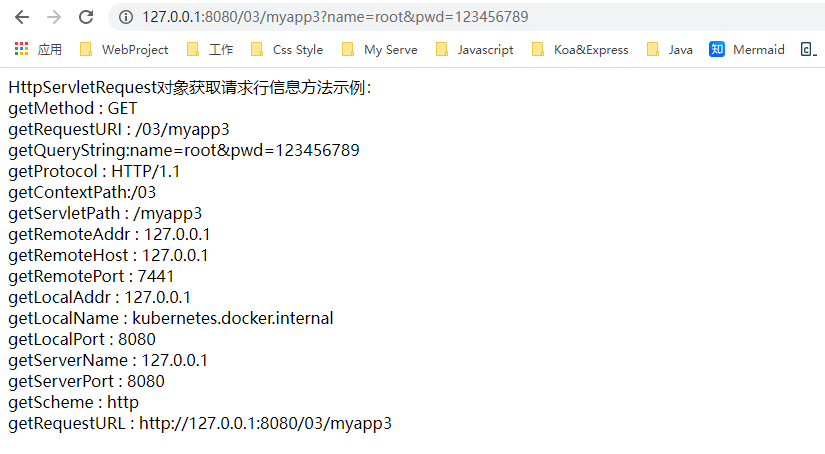 127.0.0.1:8080/03/myapp3?name=root&pwd=123456789
应用 WebProject 工作 Css Style My Serve Javascript Koa&Express Java 知 Mermaid
HttpServletRequest对象获取请求行信息方法示例：
getMethod : GET
getRequestURI : /03/myapp3
getQueryString:name=root&pwd=123456789
getProtocol : HTTP/1.1
getContextPath:/03
getServletPath : /myapp3
getRemoteAddr : 127.0.0.1
getRemoteHost : 127.0.0.1
getRemotePort : 7441
getLocalAddr : 127.0.0.1
getLocalName : kubernetes.docker.internal
getLocalPort : 8080
getServerName : 127.0.0.1
getServerPort : 8080
getScheme : http
getRequestURL : http://127.0.0.1:8080/03/myapp3